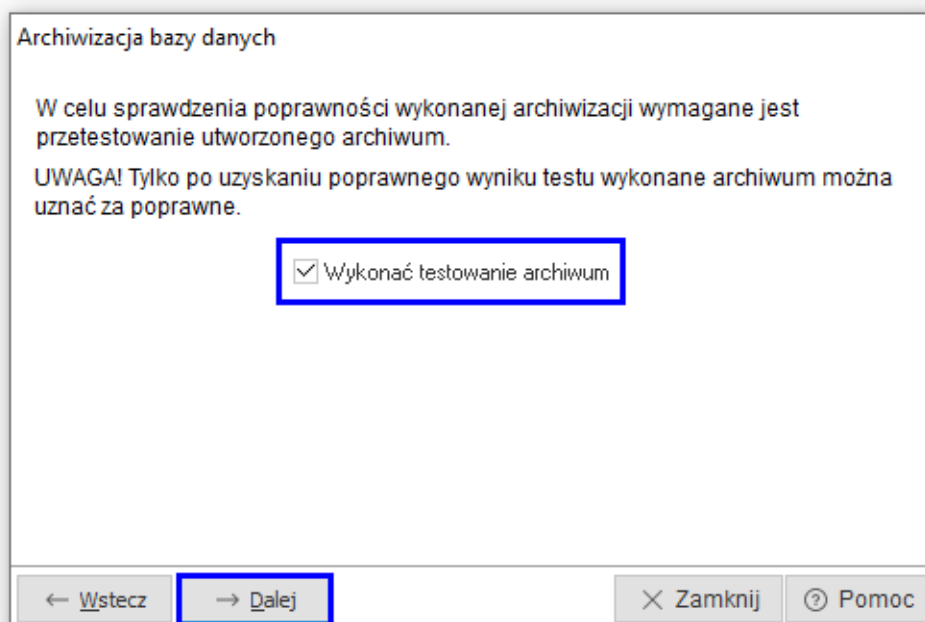 Archiwizacja bazy danych
W celu sprawdzenia poprawności wykonanej archiwizacji wymagane jest
przetestowanie utworzonego archiwum.
UWAGA! Tylko po uzyskaniu poprawnego wyniku testu wykonane archiwum można
uznać za poprawne.
Wykonać testowanie archiwum
Wstecz Dalej Zamknij Pomoc